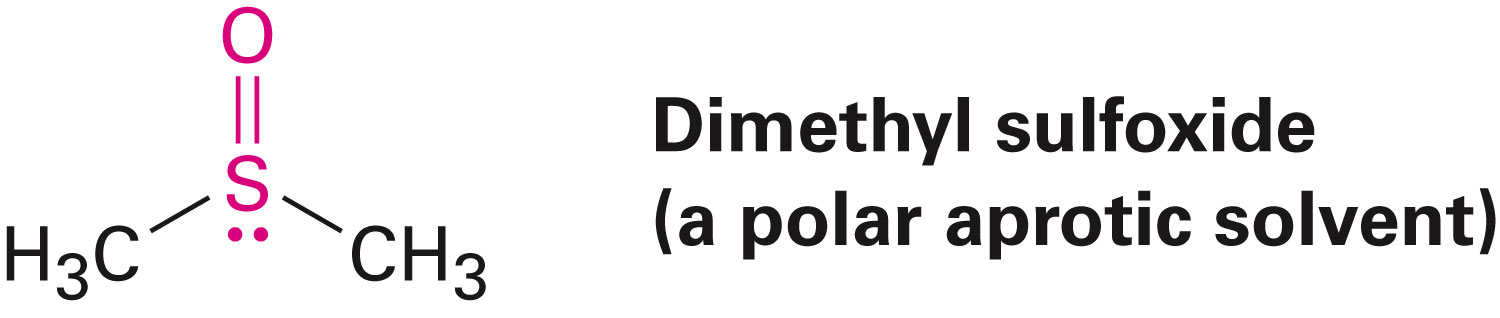 O
S
H₃C CH₃
Dimethyl sulfoxide
(a polar aprotic solvent)